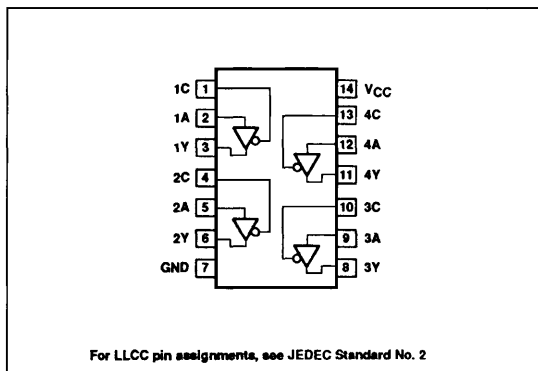 1C 1 14 VCC
1A 2 13 4C
1Y 3 12 4A
2C 4 11 4Y
2A 5 10 3C
2Y 6 9 3A
GND 7 8 3Y
For LLCC pin assignments, see JEDEC Standard No. 2